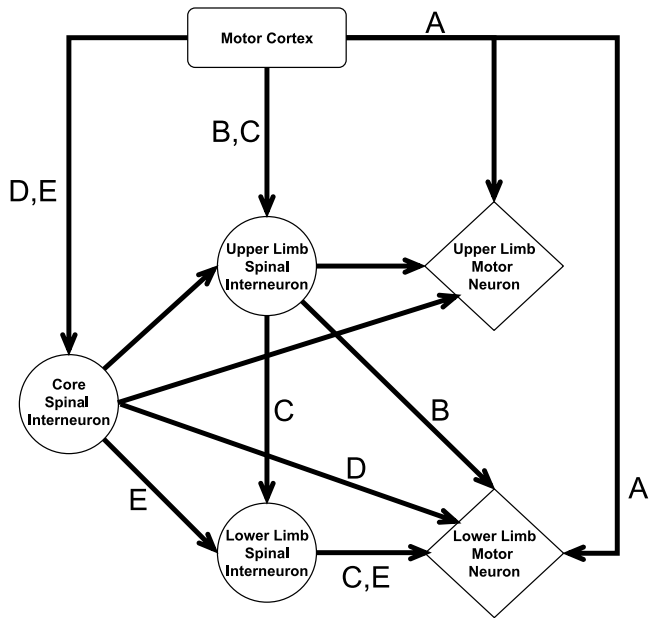 Motor Cortex
A
B,C
D,E
Upper Limb
Spinal
Interneuron
Upper Limb
Motor
Neuron
Core
Spinal
Interneuron
C
B
D
E
A
Lower Limb
Spinal
Interneuron
Lower Limb
Motor
Neuron
C,E